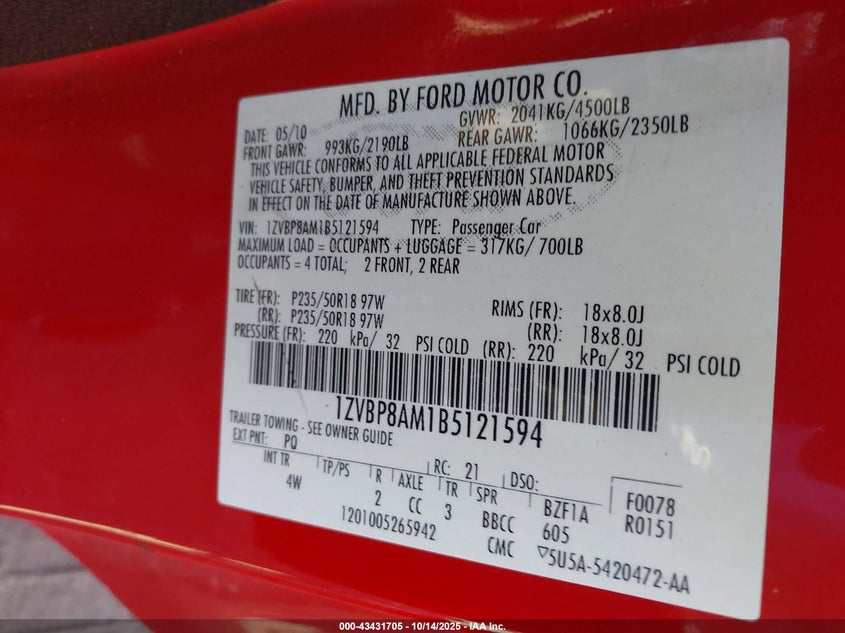 MFD. BY FORD MOTOR CO.
DATE: 05/10 GVWR: 2041KG/4500LB
FRONT GAWR: 993KG/2190LB REAR GAWR: 1066KG/2350LB
THIS VEHICLE CONFORMS TO ALL APPLICABLE FEDERAL MOTOR
VEHICLE SAFETY, BUMPER, AND THEFT PREVENTION STANDARDS
IN EFFECT ON THE DATE OF MANUFACTURE SHOWN ABOVE.
VIN: 1ZVBP8AM1B5121594 TYPE: Passenger Car
MAXIMUM LOAD = OCCUPANTS + LUGGAGE = 317KG/ 700LB
OCCUPANTS = 4 TOTAL; 2 FRONT, 2 REAR
TIRE (FR): P235/50R18 97W RIMS (FR): 18x8.0J
(RR): P235/50R18 97W (RR): 18x8.0J
PRESSURE (FR): 220 kPa/ 32 PSI COLD (RR): 220 kPa/ 32 PSI COLD
1ZVBP8AM1B5121594
TRAILER TOWING - SEE OWNER GUIDE
EXT PNT: PQ RC: 21 DSO: F0078
INT TR TP/PS R AXLE TR SPR BZF1A R0151
4W 2 CC 3 BBCC 605
1201005265942 CMC ▽5U5A-5420472-AA
000-43431705 - 10/14/2025 - IAA Inc.